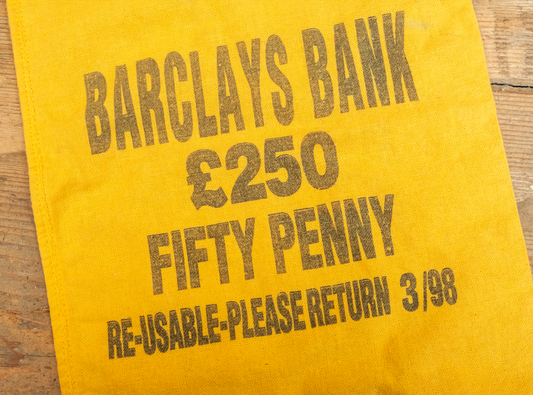 BARCLAYS BANK
£250
FIFTY PENNY
RE-USABLE-PLEASE RETURN 3/98